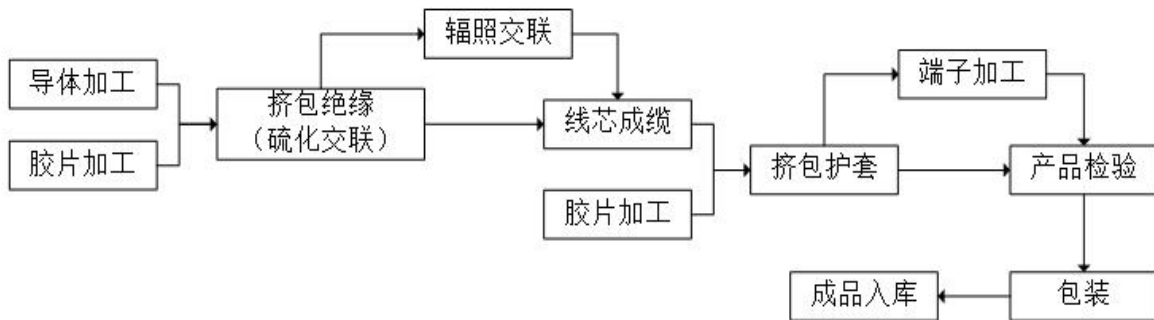 辐照交联
导体加工
挤包绝缘
（硫化交联）
胶片加工
线芯成缆
胶片加工
端子加工
挤包护套
产品检验
成品入库
包装